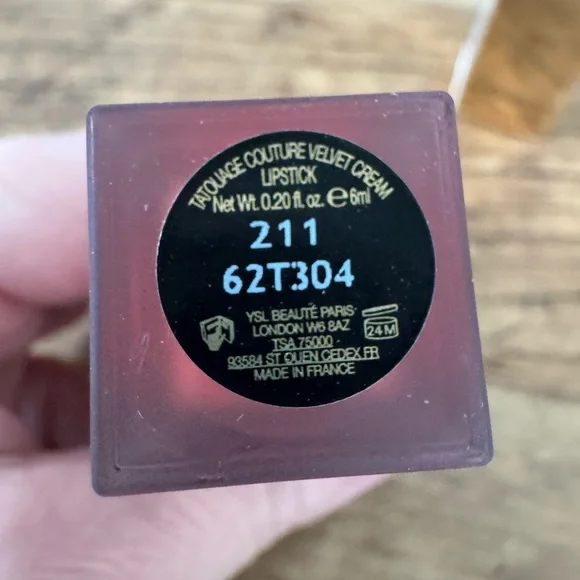 TATOUAGE COUTURE VELVET CREAM
LIPSTICK
Net Wt. 0.20 fl. oz. ℮ 6ml
211
62T304
YSL BEAUTÉ PARIS
LONDON W6 8AZ
TSA 75000
93584 ST OUEN CEDEX FR
MADE IN FRANCE
24 M